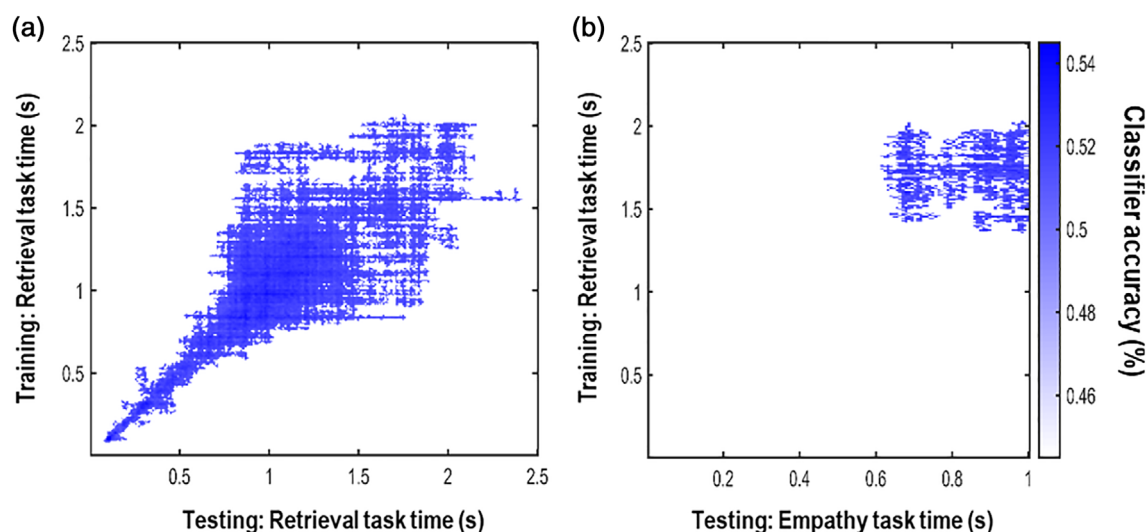 (a)
2.5
2
1.5
1
0.5
0.5 1 1.5 2 2.5
Training: Retrieval task time (s)
Testing: Retrieval task time (s)
(b)
2.5
2
1.5
1
0.5
0.2 0.4 0.6 0.8 1
Training: Retrieval task time (s)
Testing: Empathy task time (s)
0.54
0.52
0.5
0.48
0.46
Classifier accuracy (%)